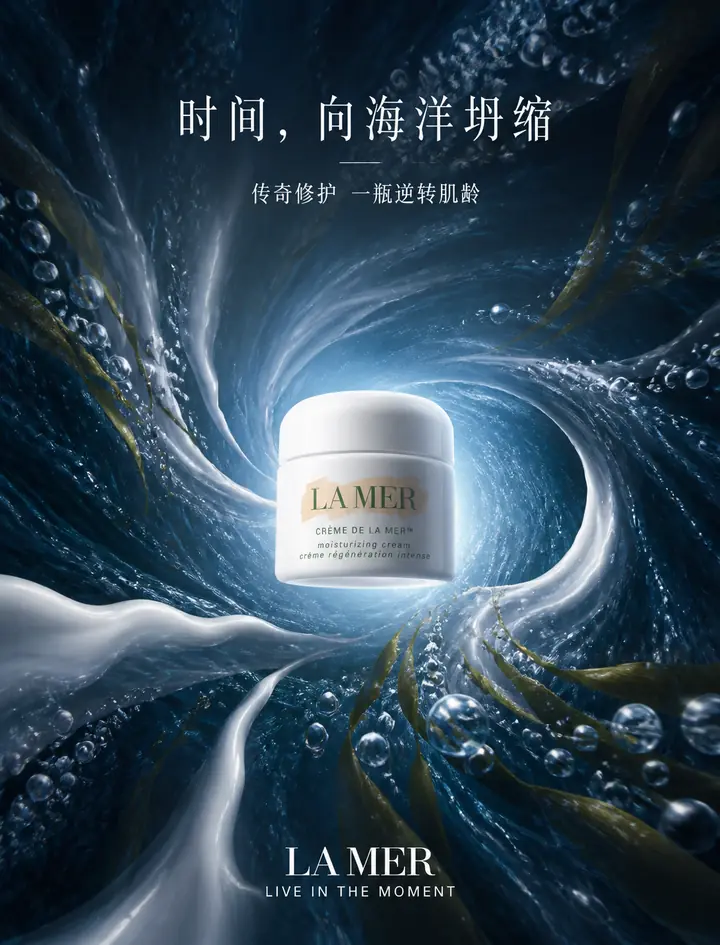 时间，向海洋坍缩
传奇修护 一瓶逆转肌龄
LA MER
CRÈME DE LA MER™
moisturizing cream
crème régénération intense
LA MER
LIVE IN THE MOMENT